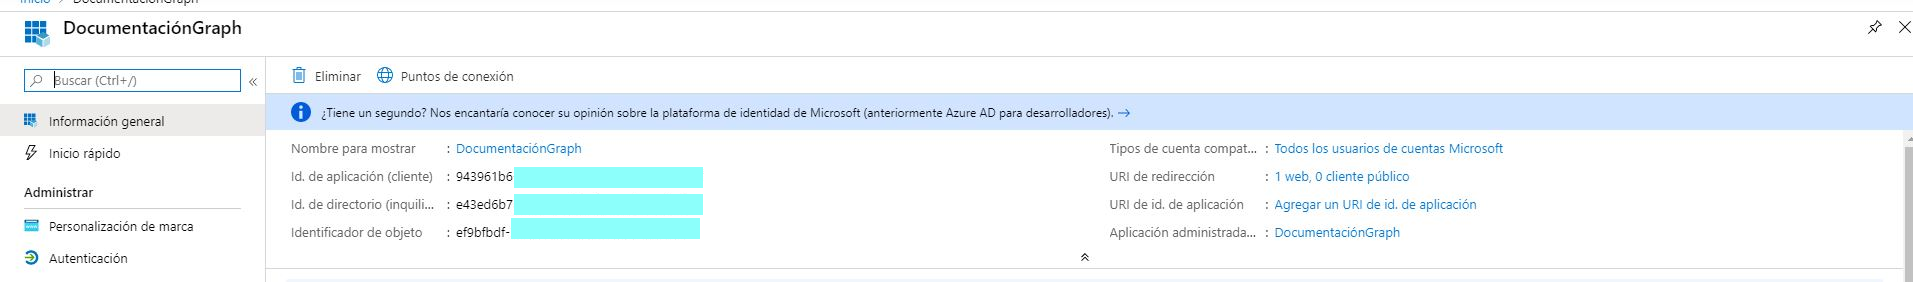 Inicio > DocumentaciónGraph
DocumentaciónGraph
Buscar (Ctrl+/)
«
Información general
Inicio rápido
Administrar
Personalización de marca
Autenticación
Eliminar
Puntos de conexión
¿Tiene un segundo? Nos encantaría conocer su opinión sobre la plataforma de identidad de Microsoft (anteriormente Azure AD para desarrolladores). →
Nombre para mostrar : DocumentaciónGraph
Id. de aplicación (cliente) : 943961b6
Id. de directorio (inquili... : e43ed6b7
Identificador de objeto : ef9bfbdf-
Tipos de cuenta compat... : Todos los usuarios de cuentas Microsoft
URI de redirección : 1 web, 0 cliente público
URI de id. de aplicación : Agregar un URI de id. de aplicación
Aplicación administrada... : DocumentaciónGraph